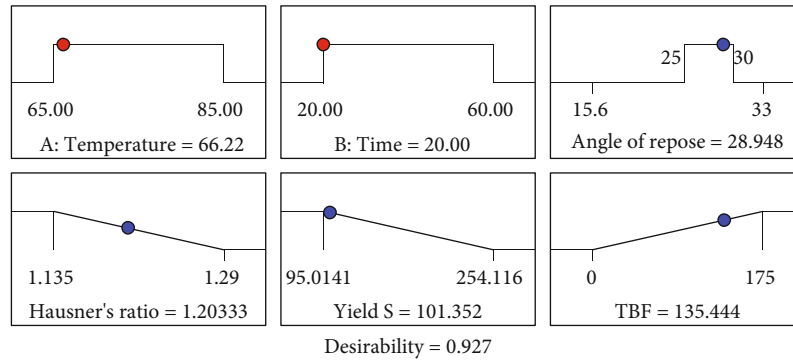 65.00 85.00
A: Temperature = 66.22
20.00 60.00
B: Time = 20.00
25 30
15.6 33
Angle of repose = 28.948
1.135 1.29
Hausner's ratio = 1.20333
95.0141 254.116
Yield S = 101.352
0 175
TBF = 135.444
Desirability = 0.927